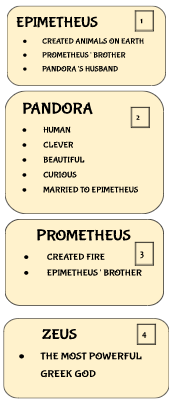 EPIMETHEUS
1
• CREATED ANIMALS ON EARTH
• PROMETHEUS ' BROTHER
• PANDORA 'S HUSBAND
PANDORA
2
• HUMAN
• CLEVER
• BEAUTIFUL
• CURIOUS
• MARRIED TO EPIMETHEUS
PROMETHEUS
3
• CREATED FIRE
• EPIMETHEUS ' BROTHER
ZEUS
4
• THE MOST POWERFUL
GREEK GOD